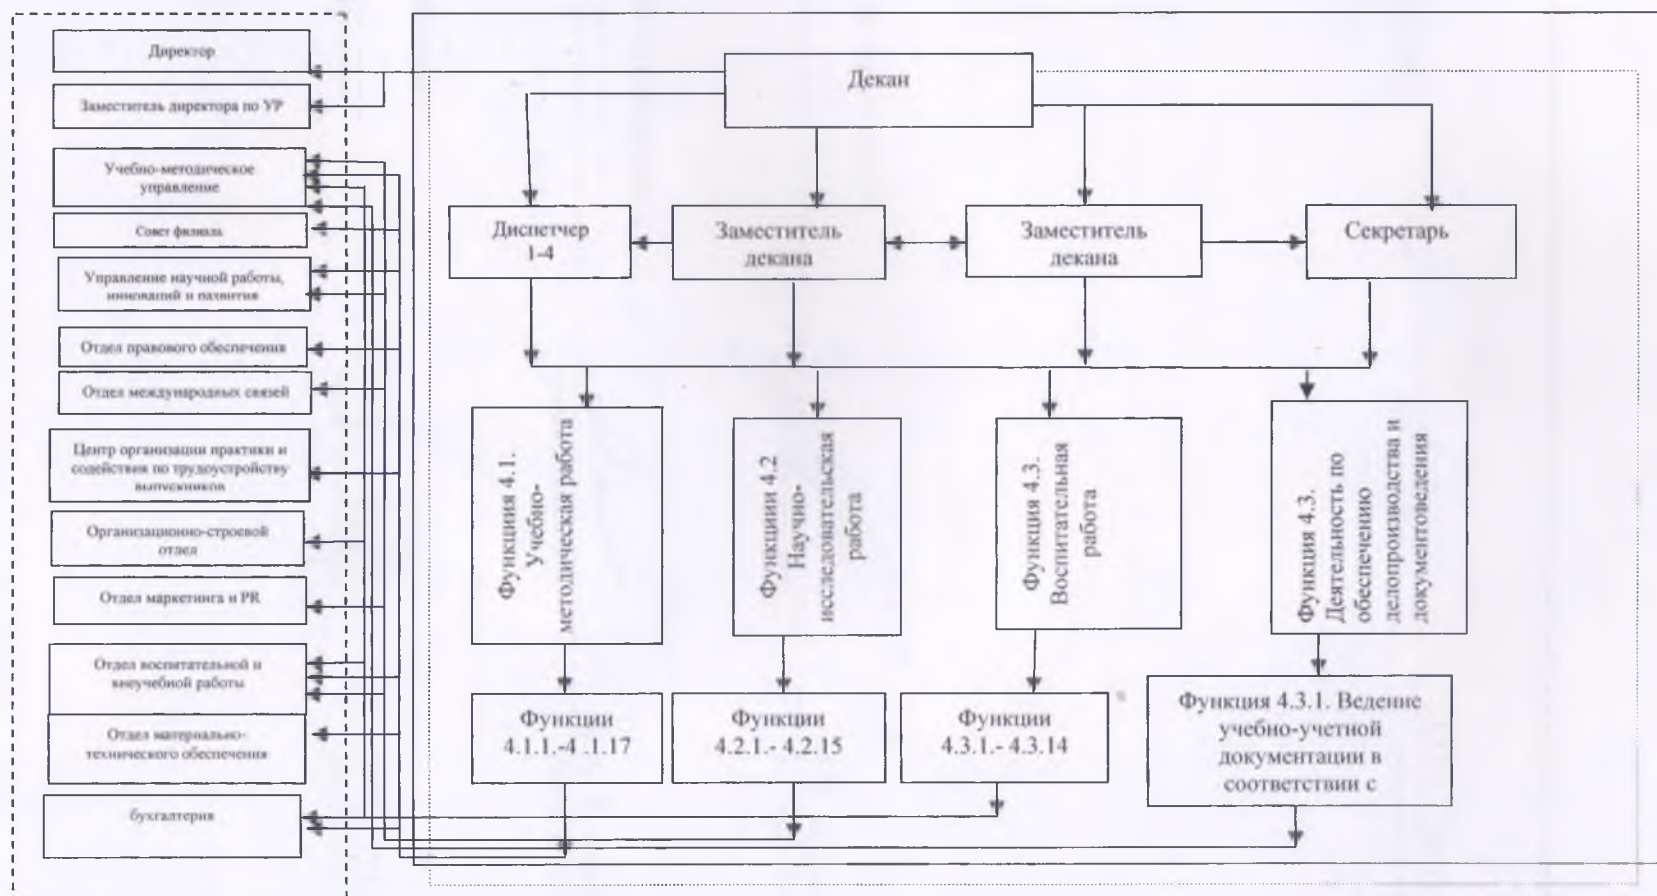 Директор
Заместитель директора по УР
Учебно-методическое
управление
Совет филиала
Управление научной работы,
инноваций и развития
Отдел правового обеспечения
Отдел международных связей
Центр организации практики и
содействия по трудоустройству
выпускников
Организационно-строевой
отдел
Отдел маркетинга и PR
Отдел воспитательной и
внеучебной работы
Отдел материально-
технического обеспечения
бухгалтерия
Декан
Диспетчер
1-4
Заместитель
декана
Заместитель
декана
Секретарь
Функциия 4.1.
Учебно-
методическая работа
Функциии 4.2
Научно-
исследовательская
работа
Функция 4.3.
Воспитательная
работа
Функция 4.3.
Деятельность по
обеспечению
делопроизводства и
документоведения
Функции
4.1.1.-4 .1.17
Функции
4.2.1.- 4.2.15
Функции
4.3.1.- 4.3.14
Функция 4.3.1. Ведение
учебно-учетной
документации в
соответствии с